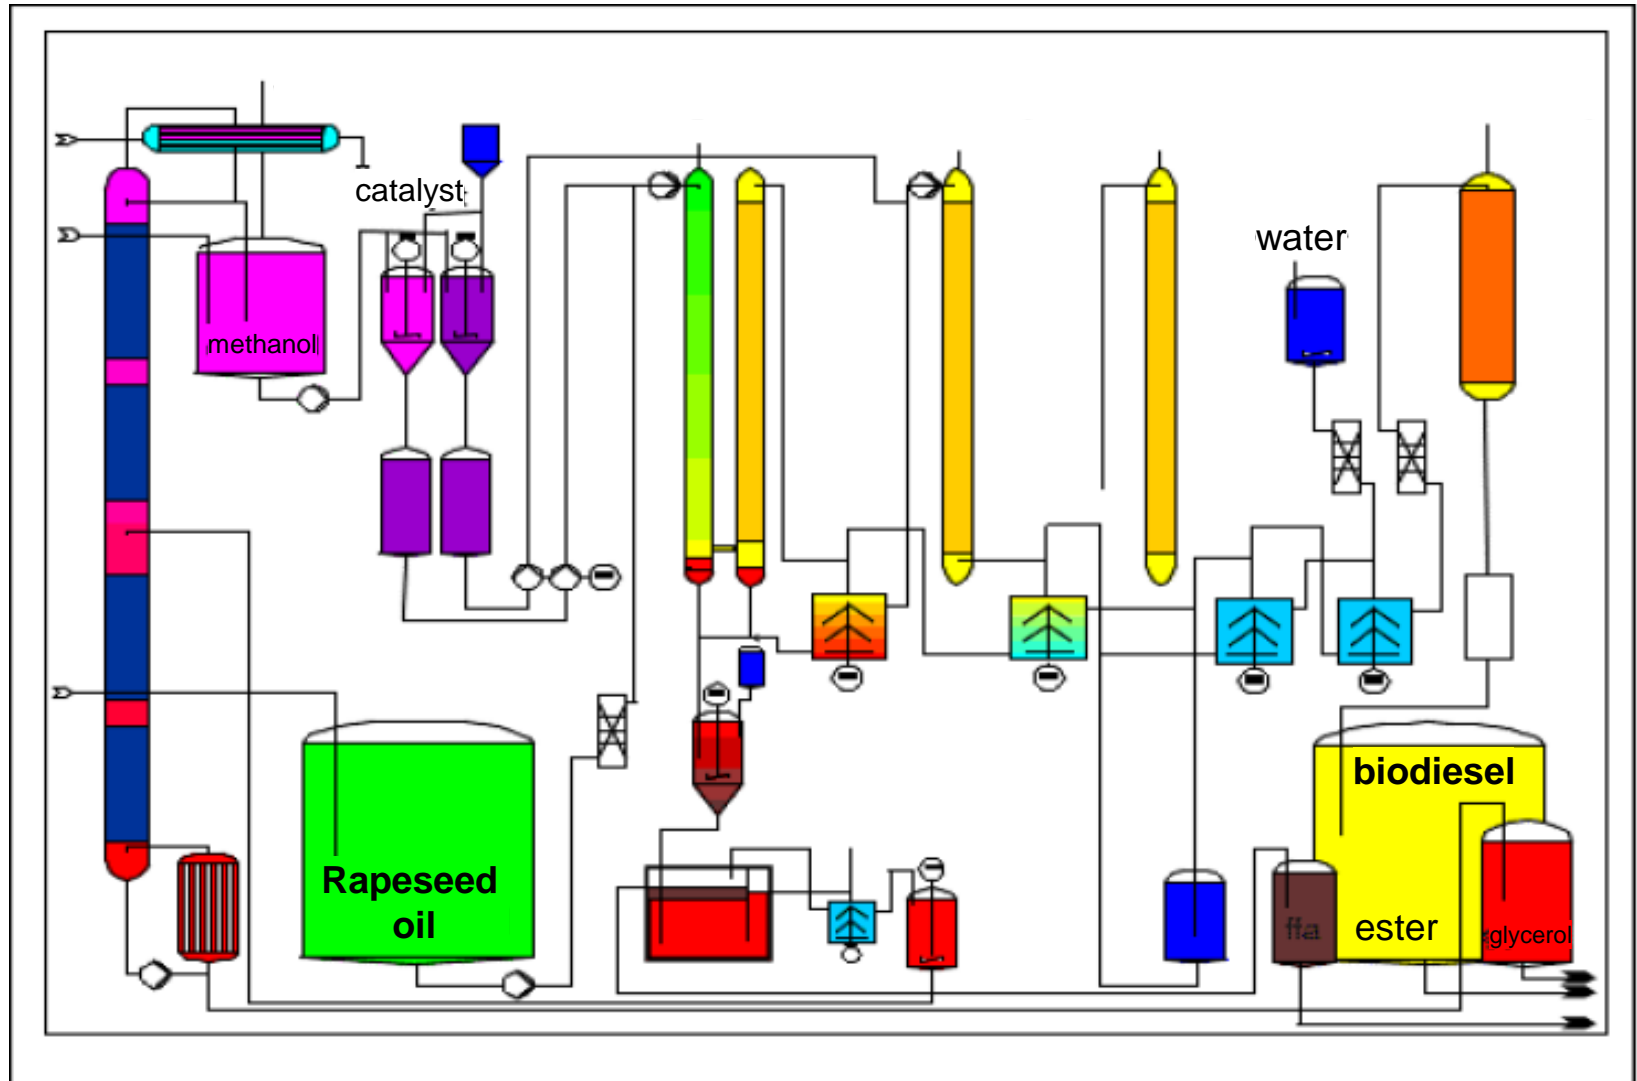 catalyst
water
methanol
biodiesel
Rapeseed
oil
ffa
ester
glycerol